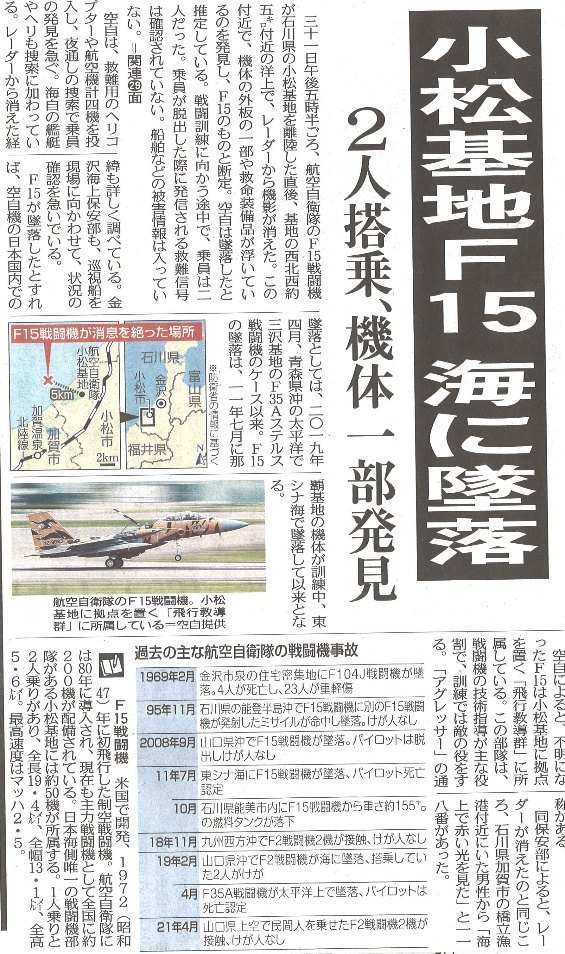 小松基地F15 海に墜落
2人搭乗、機体一部発見
三十一日午後五時半ごろ、航空自衛隊のF15戦闘機
が石川県の小松基地を離陸した直後、基地の西北西約
五㌔付近の洋上で、レーダーから機影が消えた。この
付近で、機体の外板の一部や救命装備品が浮いてい
るのを発見し、F15のものと断定。空自は墜落したと
推定している。戦闘訓練に向かう途中で、乗員は二
人だった。乗員が脱出した際に発信される救難信号
は確認されていない。船舶などの被害情報は入ってい
ない。＝関連㉙面
空自は、救難用のヘリコ
プターや航空機計四機を投
入し、夜通しの捜索で乗員
の発見を急ぐ。海自の艦艇
やヘリも捜索に加わってい
る。レーダーから消えた経
緯も詳しく調べている。金
沢海上保安部も、巡視船を
現場に向かわせて、状況の
確認を急いでいる。
F15が墜落したとすれ
ば、空自機の日本国内での
墜落としては、二〇一九年
四月、青森県沖の太平洋で
三沢基地のF35Aステルス
戦闘機のケース以来。F15
の墜落は、一一年七月に那
覇基地の機体が訓練中、東
シナ海で墜落して以来とな
る。
F15戦闘機が消息を絶った場所
航空自衛隊
小松基地
5km
小松市
加賀市
加賀温泉
北陸線
2km
石川県
金沢
小松市
富山県
福井県
N
※防衛省の情報に基づく
航空自衛隊のF15戦闘機。小松
基地に拠点を置く「飛行教導
群」に所属している＝空自提供
空自によると、不明にな
ったF15は小松基地に拠点
を置く「飛行教導群」に所
属している。この部隊は、
戦闘機の技術指導が主な役
割で、訓練では敵の役をす
る。「アグレッサー」の通
称がある。
同保安部によると、レー
ダーが消えたのと同じこ
ろ、石川県加賀市の橋立漁
港付近にいた男性から「海
上で赤い光を見た」と一一
八番があった。
過去の主な航空自衛隊の戦闘機事故
1969年2月 金沢市泉の住宅密集地にF104J戦闘機が墜
落。4人が死亡し、23人が重軽傷
95年11月 石川県の能登半島沖でF15戦闘機に別のF15戦闘機
が発射したミサイルが命中し墜落。けが人なし
2008年9月 山口県沖でF15戦闘機が墜落。パイロットは脱
出しけが人なし
11年7月 東シナ海にF15戦闘機が墜落、パイロット死亡
認定
10月 石川県能美市内にF15戦闘機から重さ約155㌔
の燃料タンクが落下
18年11月 九州西方沖でF2戦闘機2機が接触、けが人なし
19年2月 山口県沖でF2戦闘機が海に墜落、搭乗してい
た2人がけが
4月 F35A戦闘機が太平洋上で墜落、パイロットは
死亡認定
21年4月 山口県上空で民間人を乗せたF2戦闘機2機が
接触、けが人なし
F15戦闘機 米国で開発、1972（昭和
47）年に初飛行した制空戦闘機。航空自衛隊に
は80年に導入され、現在も主力戦闘機として全国に約
200機が配備されている。日本海側唯一の戦闘機部
隊がある小松基地には約50機が所属する。1人乗りと
2人乗りがあり、全長19・4㍍、全幅13・1㍍、全高
5・6㍍。最高速度はマッハ2・5。